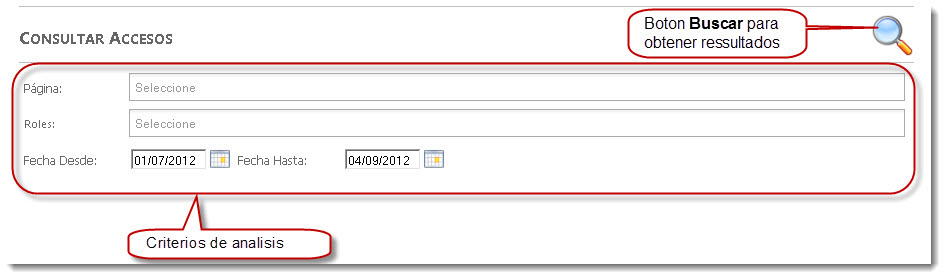 Boton Buscar para
obtener ressultados
CONSULTAR ACCESOS
Página: Seleccione
Roles: Seleccione
Fecha Desde: 01/07/2012 Fecha Hasta: 04/09/2012
Criterios de analisis